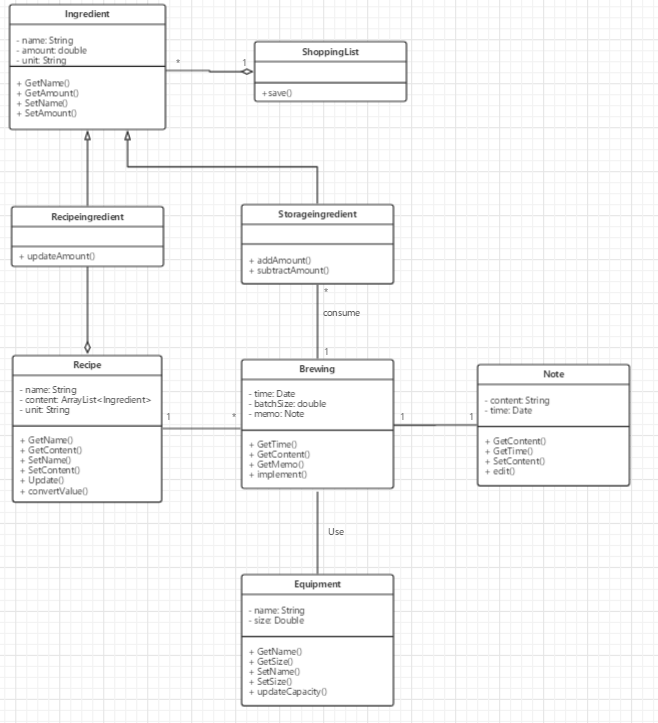 Ingredient
- name: String
- amount: double
- unit: String
+ GetName()
+ GetAmount()
+ SetName()
+ SetAmount()
*
1
ShoppingList
+save()
Recipeingredient
+ updateAmount()
Storageingredient
+ addAmount()
+ subtractAmount()
*
consume
1
Recipe
- name: String
- content: ArrayList<Ingredient>
- unit: String
+ GetName()
+ GetContent()
+ SetName()
+ SetContent()
+ Update()
+ convertValue()
1
*
Brewing
- time: Date
- batchSize: double
- memo: Note
+ GetTime()
+ GetContent()
+ GetMemo()
+ implement()
1
1
Note
- content: String
- time: Date
+ GetContent()
+ GetTime()
+ SetContent()
+ edit()
Use
Equipment
- name: String
- size: Double
+ GetName()
+ GetSize()
+ SetName()
+ SetSize()
+ updateCapacity()